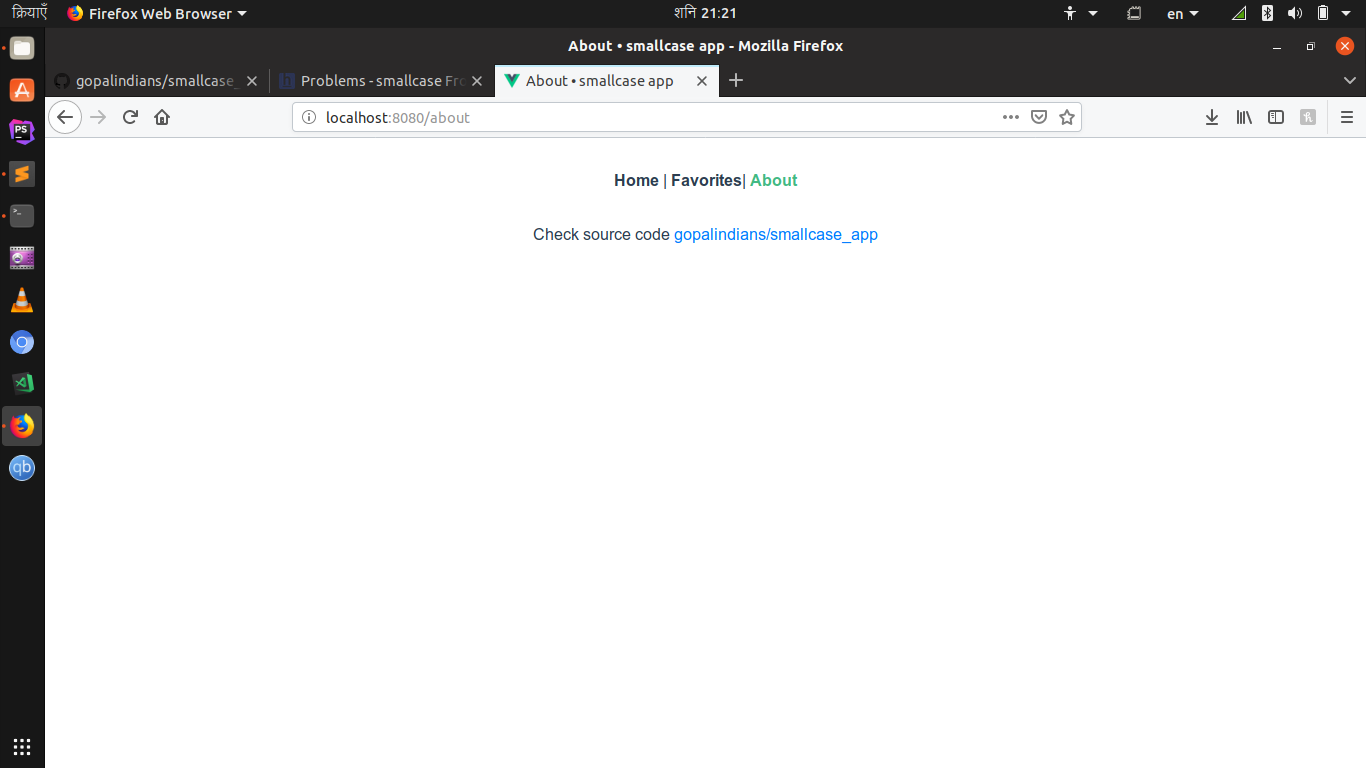 क्रियाएँ Firefox Web Browser शनि 21:21 en
About • smallcase app - Mozilla Firefox
gopalindians/smallcase_ Problems - smallcase Fro About • smallcase app
localhost:8080/about
Home | Favorites| About
Check source code gopalindians/smallcase_app
PS
qb